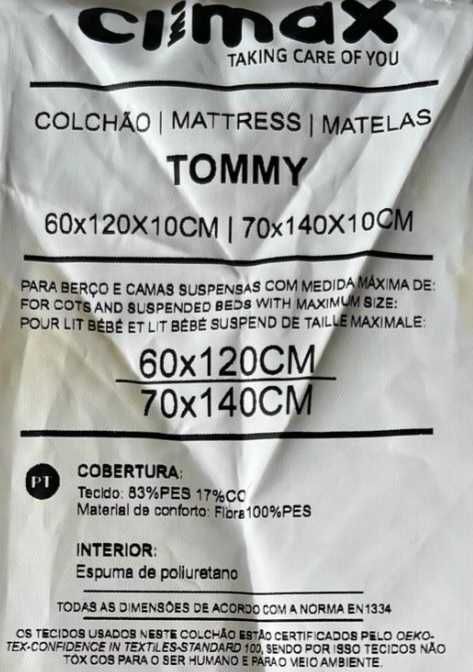 climax
TAKING CARE OF YOU
COLCHÃO | MATTRESS | MATELAS
TOMMY
60x120X10CM | 70x140X10CM
PARA BERÇO E CAMAS SUSPENSAS COM MEDIDA MÁXIMA DE:
FOR COTS AND SUSPENDED BEDS WITH MAXIMUM SIZE:
POUR LIT BÉBÉ ET LIT BÉBÉ SUSPEND DE TAILLE MAXIMALE:
60x120CM
70x140CM
PT
COBERTURA:
Tecido: 83%PES 17%CO
Material de conforto: Fibra100%PES
INTERIOR:
Espuma de poliuretano
TODAS AS DIMENSÕES DE ACORDO COM A NORMA EN1334
OS TECIDOS USADOS NESTE COLCHÃO ESTÃO CERTIFICADOS PELO OEKO-
TEX-CONFIDENCE IN TEXTILES-STANDARD 100, SENDO POR ISSO TECIDOS NÃO
TÓXICOS PARA O SER HUMANO E PARA O MEIO AMBIENTE